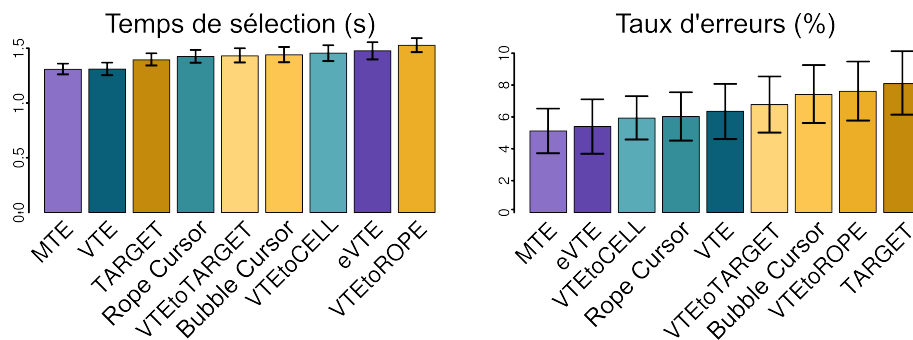 Temps de sélection (s)
1.5
1.0
0.5
0.0
MTE
VTE
TARGET
Rope Cursor
VTEtoTARGET
Bubble Cursor
VTEtoCELL
eVTE
VTEtoROPE
Taux d'erreurs (%)
10
8
6
4
2
0
MTE
eVTE
VTEtoCELL
Rope Cursor
VTE
VTEtoTARGET
Bubble Cursor
VTEtoROPE
TARGET